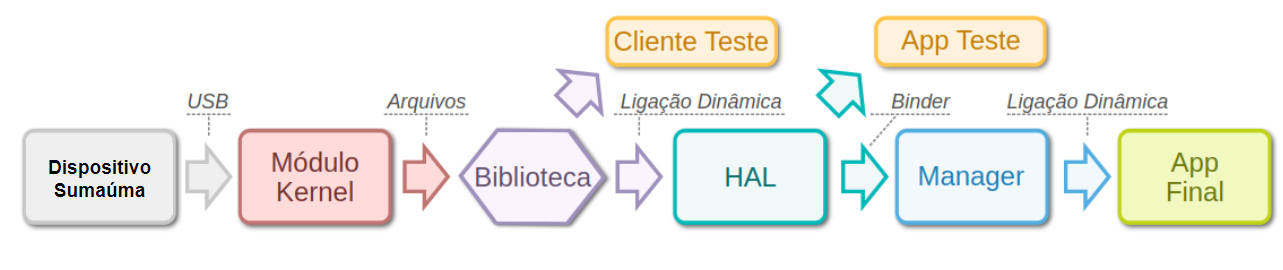 Cliente Teste
App Teste
USB
Arquivos
Ligação Dinâmica
Binder
Ligação Dinâmica
Dispositivo
Sumaúma
Módulo
Kernel
Biblioteca
HAL
Manager
App
Final